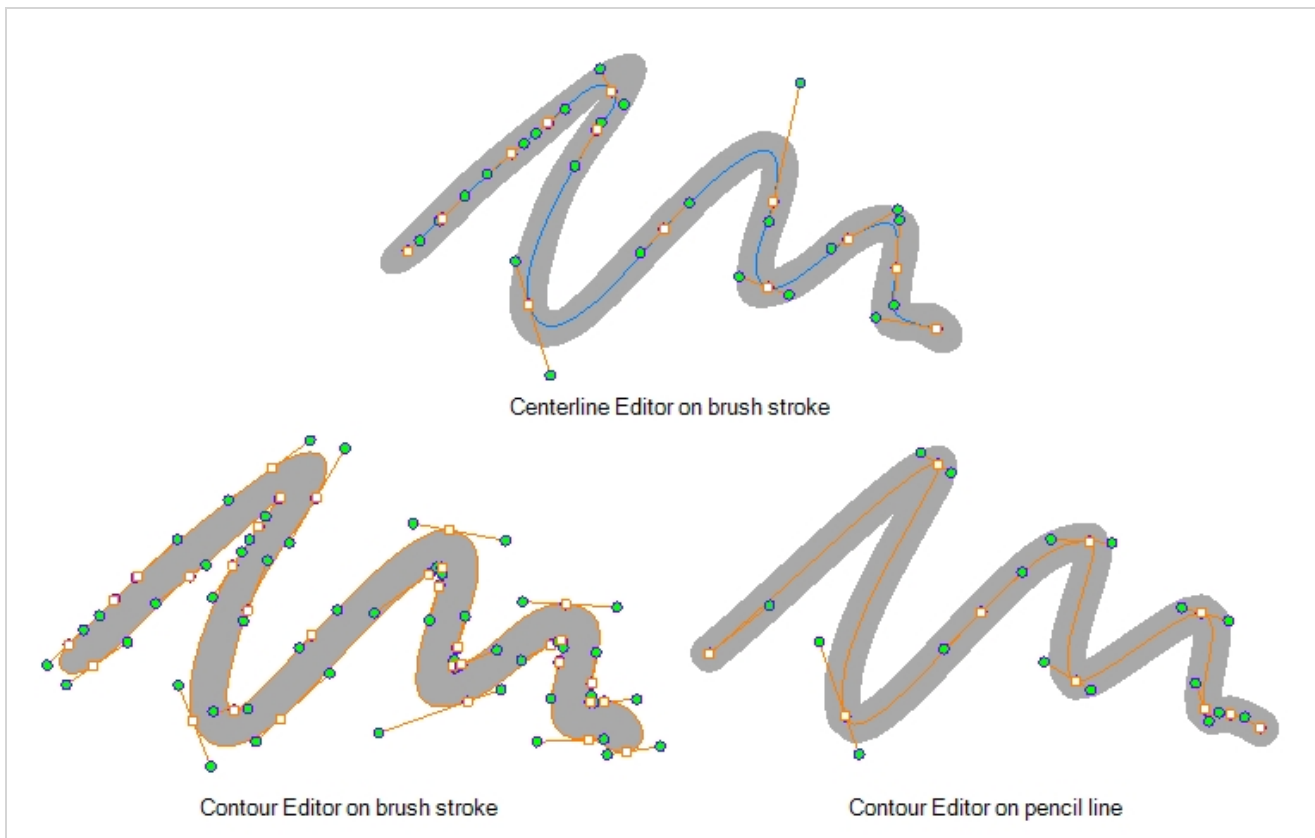 Centerline Editor on brush stroke
Contour Editor on brush stroke
Contour Editor on pencil line